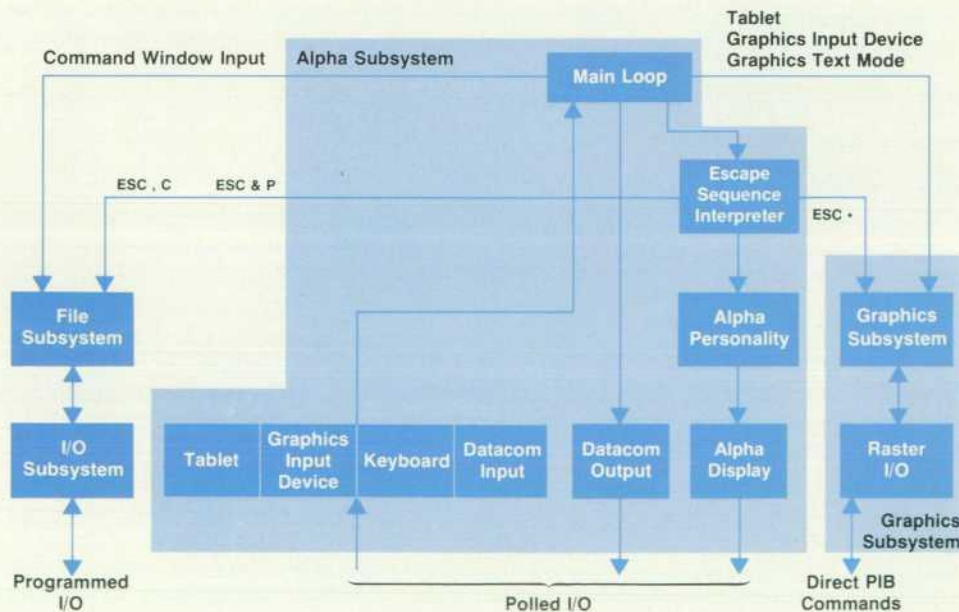 Tablet
Graphics Input Device
Graphics Text Mode
Command Window Input
Alpha Subsystem
Main Loop
Escape
Sequence
Interpreter
ESC , C
ESC & P
ESC *
File
Subsystem
Alpha
Personality
Graphics
Subsystem
I/O
Subsystem
Tablet
Graphics
Input
Device
Keyboard
Datacom
Input
Datacom
Output
Alpha
Display
Raster
I/O
Graphics
Subsystem
Programmed
I/O
Polled I/O
Direct PIB
Commands